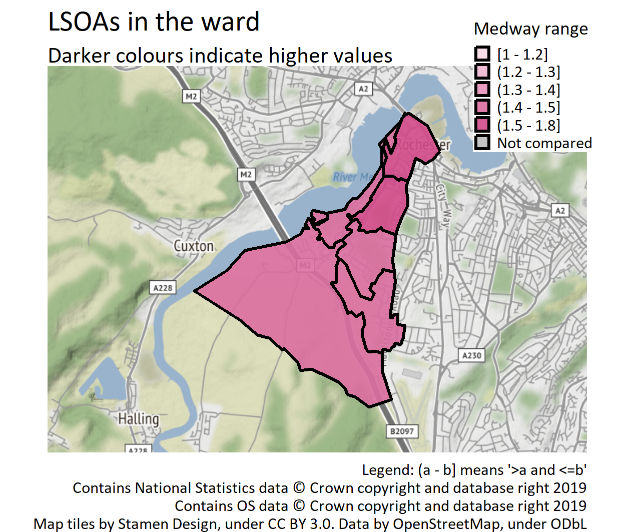 LSOAs in the ward
Darker colours indicate higher values
Medway range
[1 - 1.2]
(1.2 - 1.3]
(1.3 - 1.4]
(1.4 - 1.5]
(1.5 - 1.8]
Not compared
M2
A2
Rochester
M2
River Me
City Way
A2
Cuxton
M2
A228
A230
Halling
B2097
A228
Legend: (a - b] means '>a and <=b'
Contains National Statistics data © Crown copyright and database right 2019
Contains OS data © Crown copyright and database right 2019
Map tiles by Stamen Design, under CC BY 3.0. Data by OpenStreetMap, under ODbL